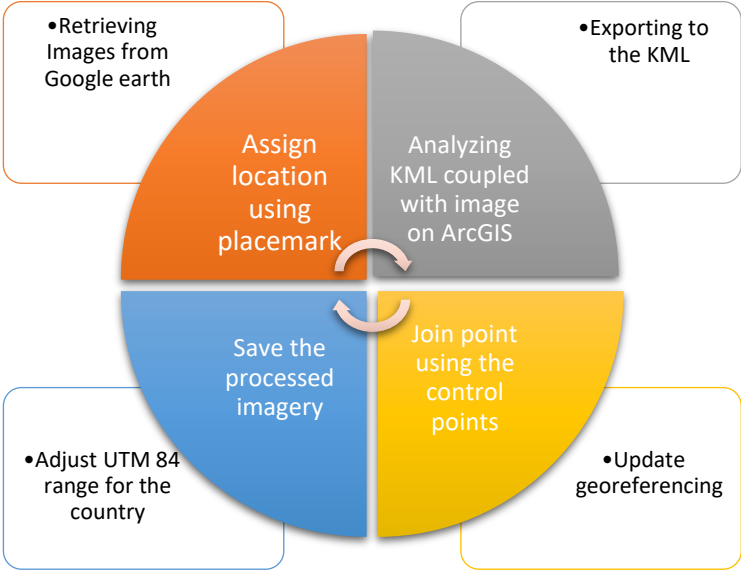 •Retrieving
Images from
Google earth
•Exporting to
the KML
Assign
location
using
placemark
Analyzing
KML coupled
with image
on ArcGIS
Save the
processed
imagery
Join point
using the
control
points
•Adjust UTM 84
range for the
country
•Update
georeferencing